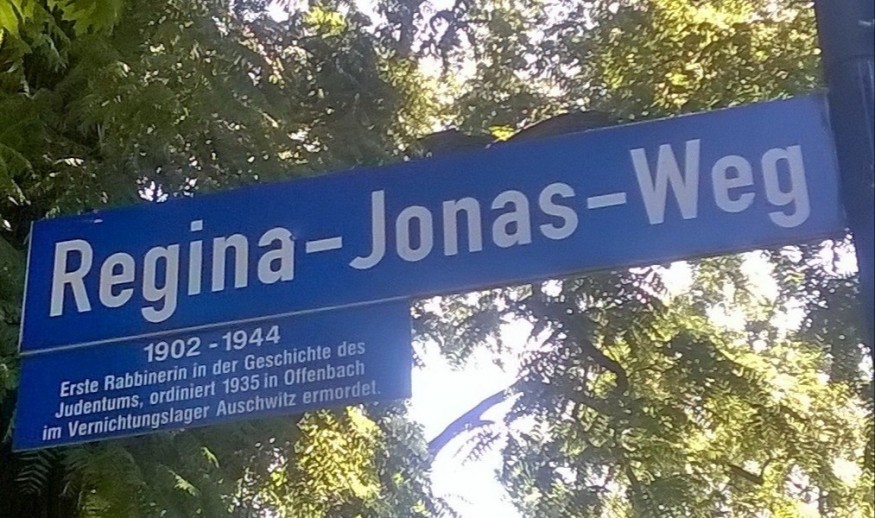 Regina-Jonas-Weg
1902 - 1944
Erste Rabbinerin in der Geschichte des
Judentums, ordiniert 1935 in Offenbach
im Vernichtungslager Auschwitz ermordet.